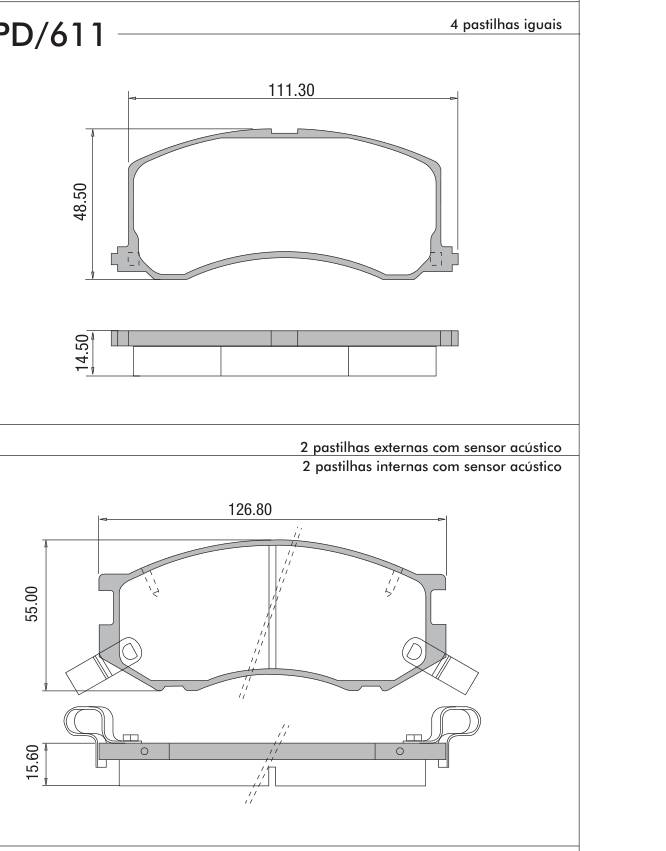 PD/611
4 pastilhas iguais
111.30
48.50
14.50
2 pastilhas externas com sensor acústico
2 pastilhas internas com sensor acústico
126.80
55.00
15.60